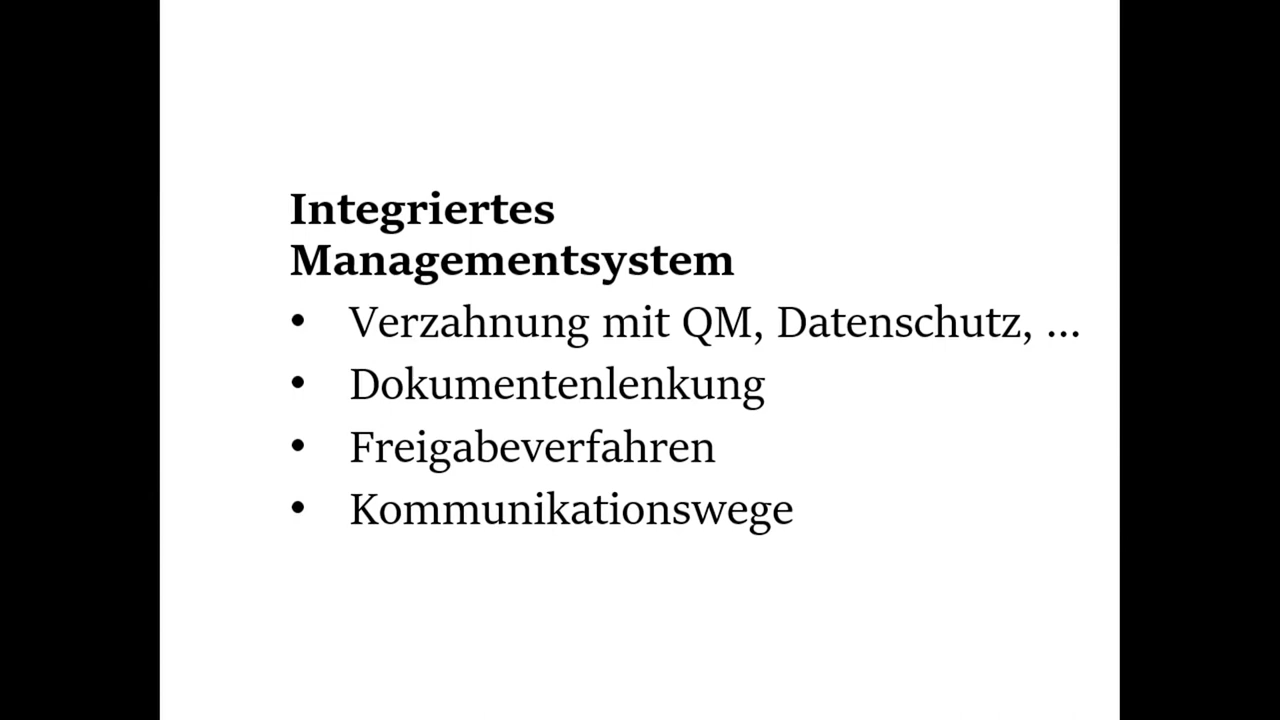 Integriertes
Managementsystem
• Verzahnung mit QM, Datenschutz, ...
• Dokumentenlenkung
• Freigabeverfahren
• Kommunikationswege